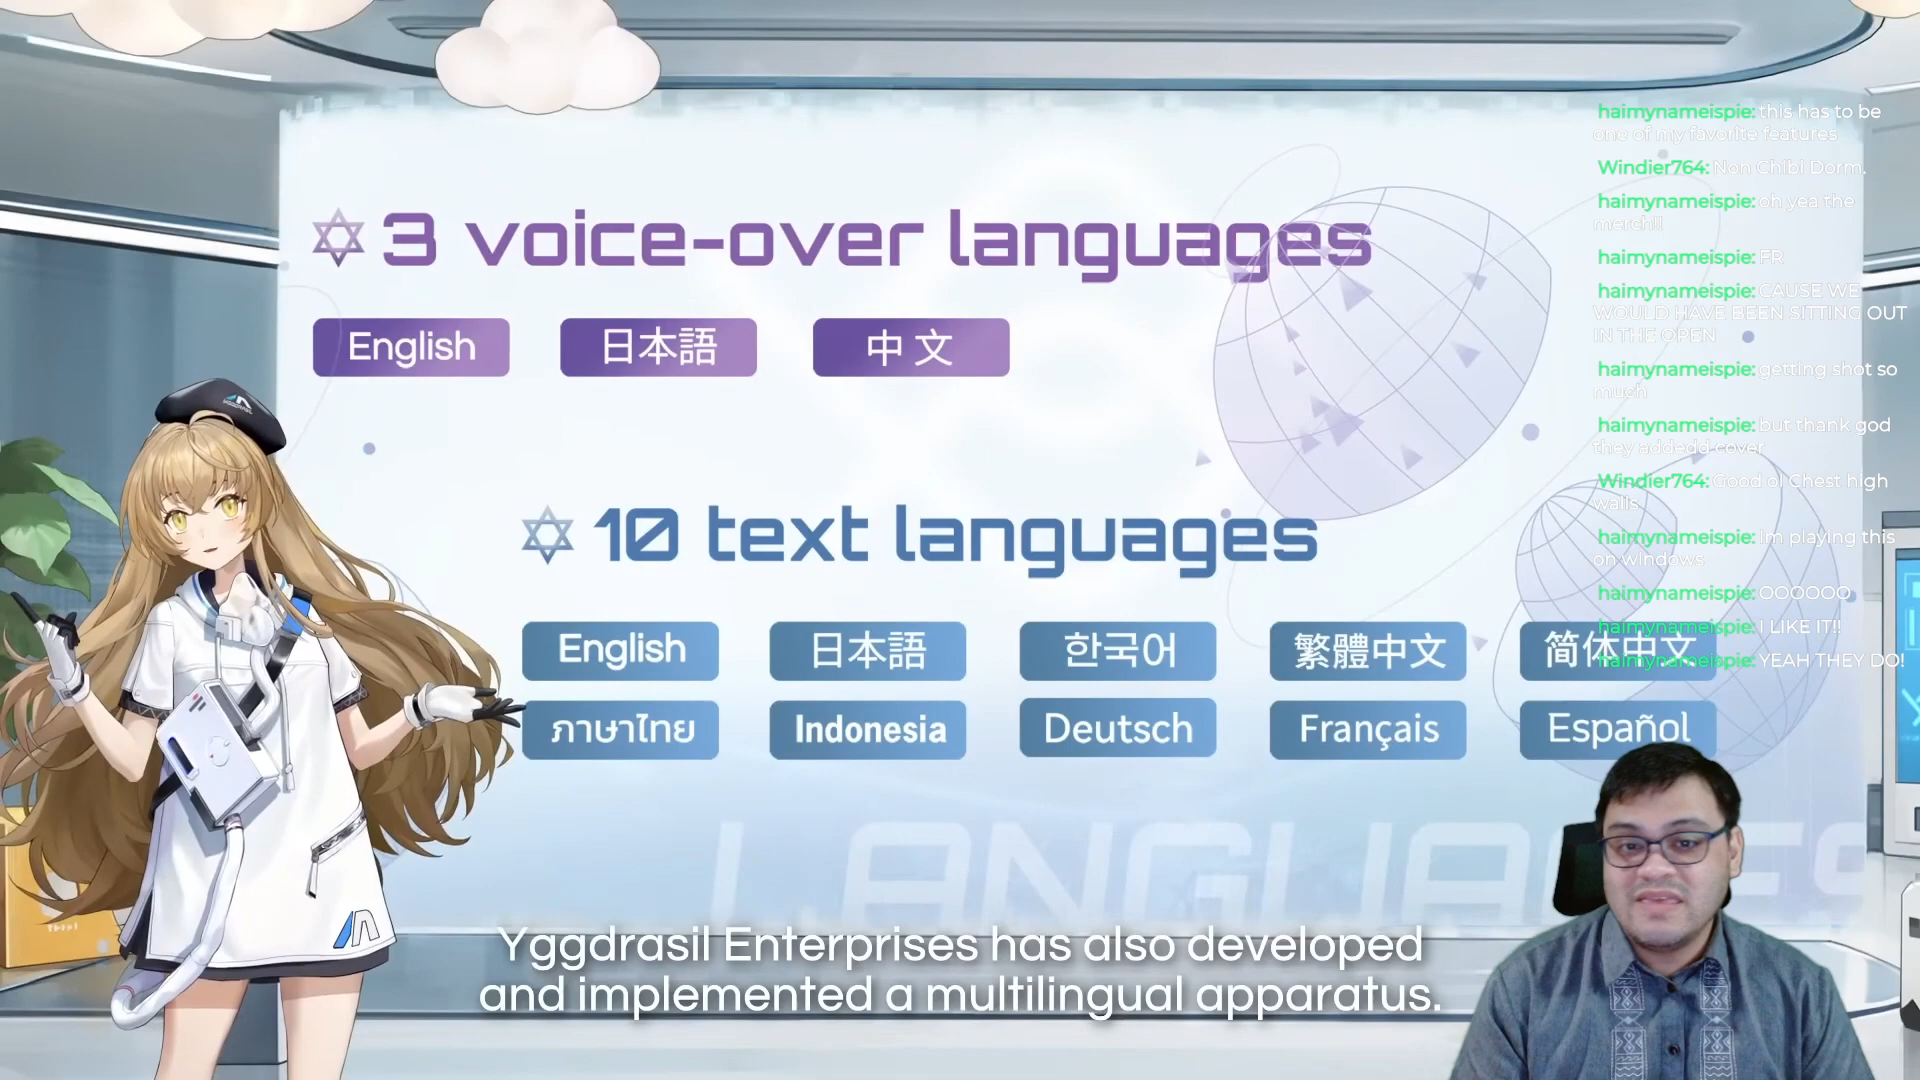 3 voice-over languages
English
日本語
中文
10 text languages
English
日本語
한국어
繁體中文
简体中文
ภาษาไทย
Indonesia
Deutsch
Français
Español
LANGUAGES
Yggdrasil Enterprises has also developed
and implemented a multilingual apparatus.
haimynameispie: this has to be
one of my favorite features
Windier764: Non Chibi Dorm.
haimynameispie: oh yea the
merch!!
haimynameispie: FR
haimynameispie: CAUSE WE
WOULD HAVE BEEN SITTING OUT
IN THE OPEN
haimynameispie: getting shot so
much
haimynameispie: but thank god
they addedd cover
Windier764: Good ol Chest high
walls
haimynameispie: Im playing this
on windows
haimynameispie: OOOOOO
haimynameispie: I LIKE IT!!
haimynameispie: YEAH THEY DO!